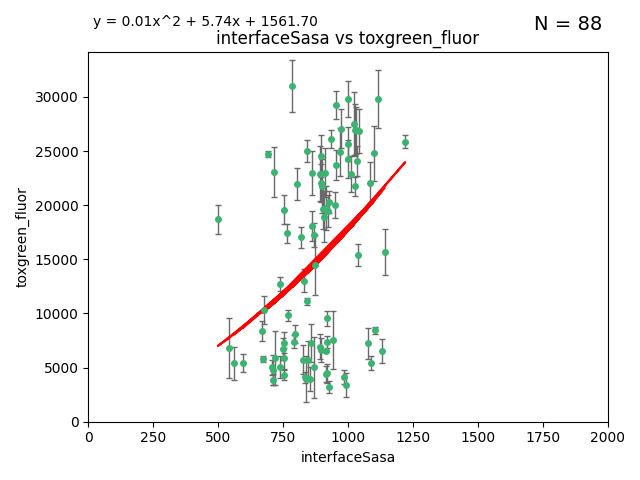 y = 0.01x^2 + 5.74x + 1561.70
N = 88
interfaceSasa vs toxgreen_fluor
30000
25000
20000
15000
10000
5000
0
toxgreen_fluor
0 250 500 750 1000 1250 1500 1750 2000
interfaceSasa